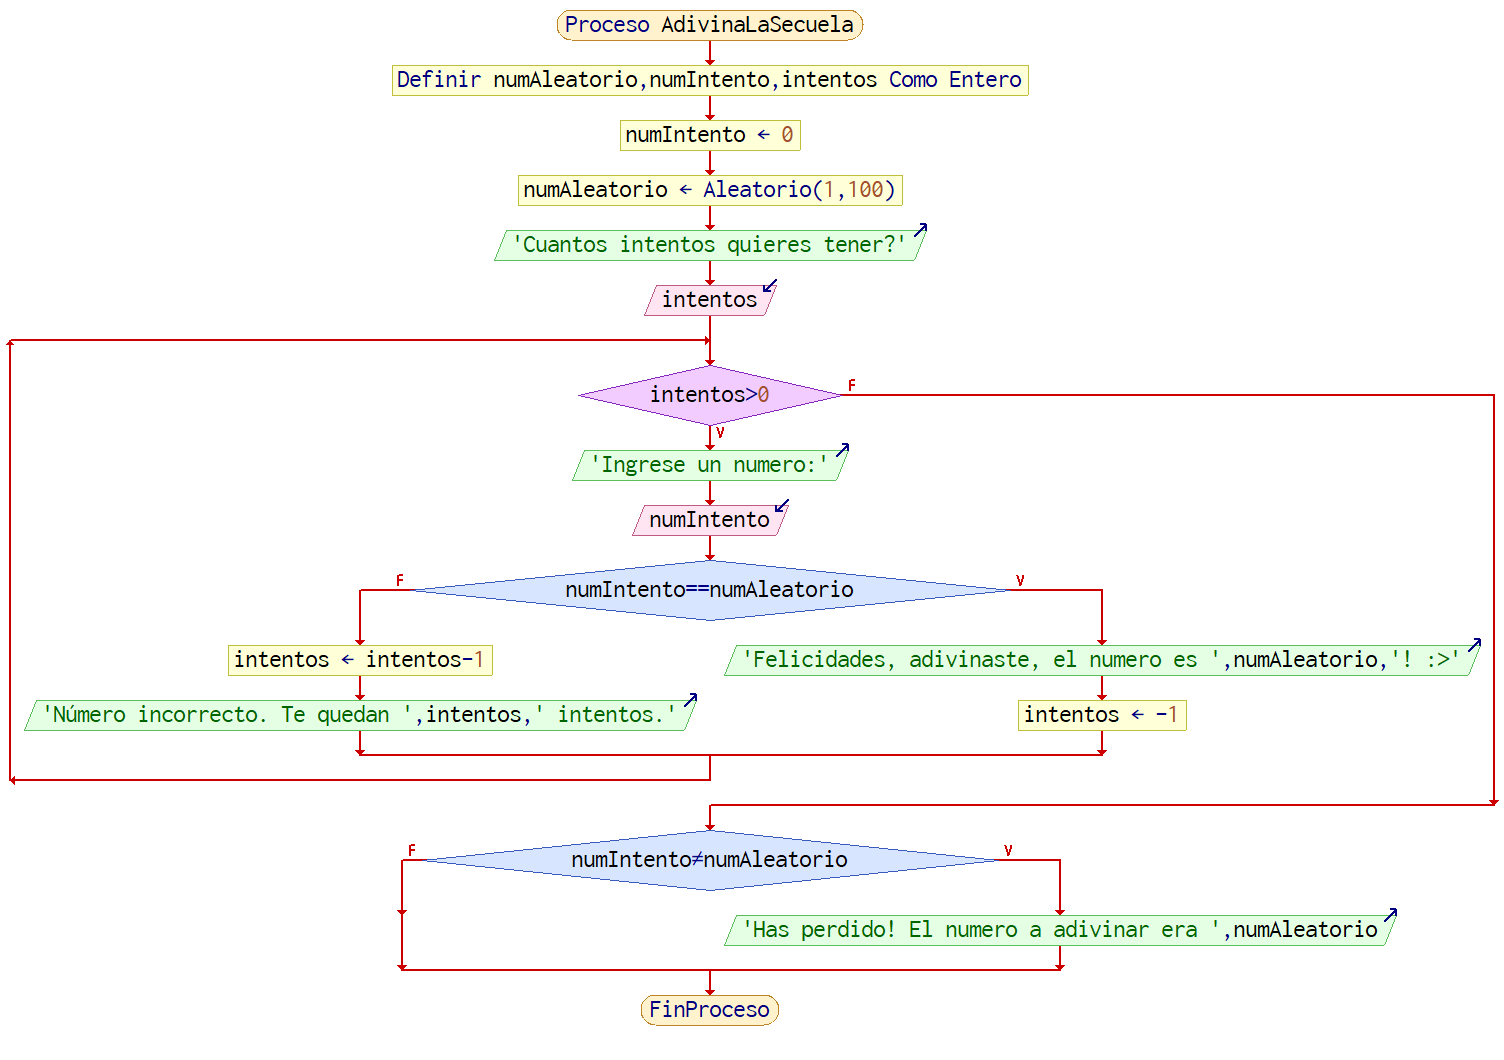 Proceso AdivinaLaSecuela
Definir numAleatorio,numIntento,intentos Como Entero
numIntento ← 0
numAleatorio ← Aleatorio(1,100)
'Cuantos intentos quieres tener?'
intentos
intentos>0
F
V
'Ingrese un numero:'
numIntento
F
V
numIntento==numAleatorio
intentos ← intentos-1
'Felicidades, adivinaste, el numero es ',numAleatorio,'! :>'
'Número incorrecto. Te quedan ',intentos,' intentos.'
intentos ← -1
F
V
numIntento≠numAleatorio
'Has perdido! El numero a adivinar era ',numAleatorio
FinProceso